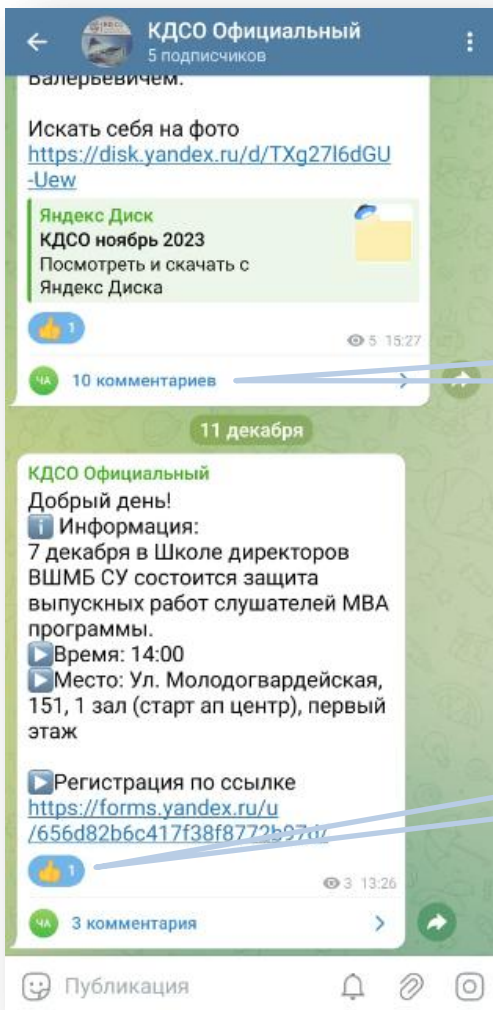 КДСО Официальный
5 подписчиков
Валерьевичем.
Искать себя на фото
https://disk.yandex.ru/d/TXg27l6dGU
-Uew
Яндекс Диск
КДСО ноябрь 2023
Посмотреть и скачать с
Яндекс Диска
👍 1
5 15:27
ЧА 10 комментариев
11 декабря
КДСО Официальный
Добрый день!
ℹ️ Информация:
7 декабря в Школе директоров
ВШМБ СУ состоится защита
выпускных работ слушателей МВА
программы.
▶️Время: 14:00
▶️Место: Ул. Молодогвардейская,
151, 1 зал (старт ап центр), первый
этаж
▶️Регистрация по ссылке
https://forms.yandex.ru/u
/656d82b6c417f38f8772b97d/
👍 1
3 13:26
ЧА 3 комментария
Публикация